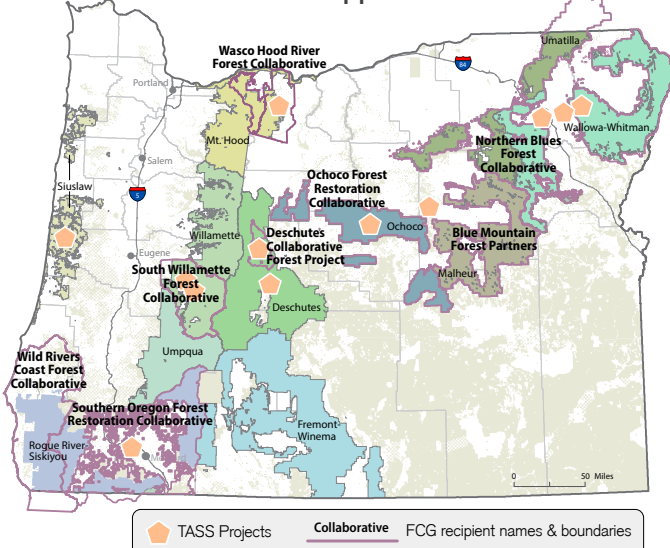 Umatilla
Wasco Hood River
Forest Collaborative
84
Portland
Wallowa-Whitman
Mt. Hood
Northern Blues
Forest
Collaborative
Salem
Ochoco Forest
Restoration
Collaborative
Siuslaw
5
Ochoco
Willamette
Deschutes
Collaborative
Forest Project
Blue Mountain
Forest Partners
Eugene
South Willamette
Forest
Collaborative
Malheur
Deschutes
Umpqua
Wild Rivers
Coast Forest
Collaborative
Southern Oregon Forest
Restoration Collaborative
Fremont
Winema
Rogue River-
Siskiyou
0 50 Miles
TASS Projects
Collaborative
FCG recipient names & boundaries